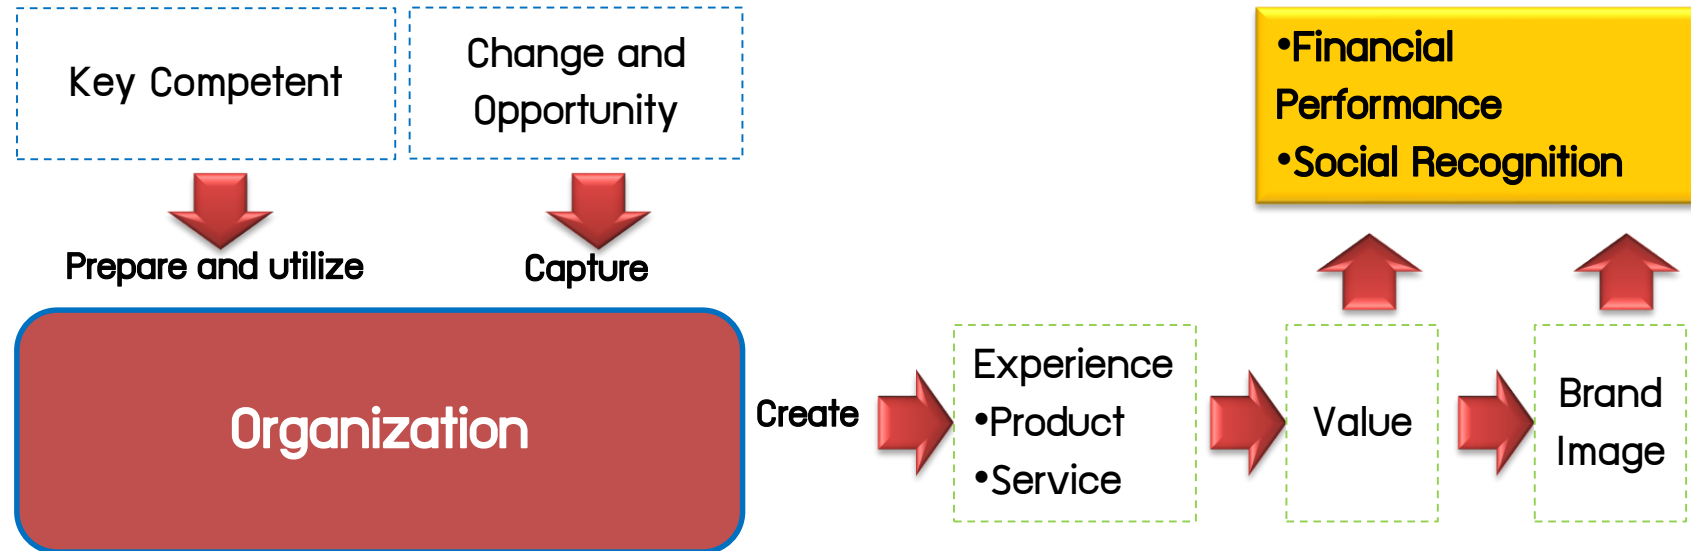 Key Competent
Change and
Opportunity
•Financial
Performance
•Social Recognition
Prepare and utilize
Capture
Organization
Create
Experience
•Product
•Service
Value
Brand
Image